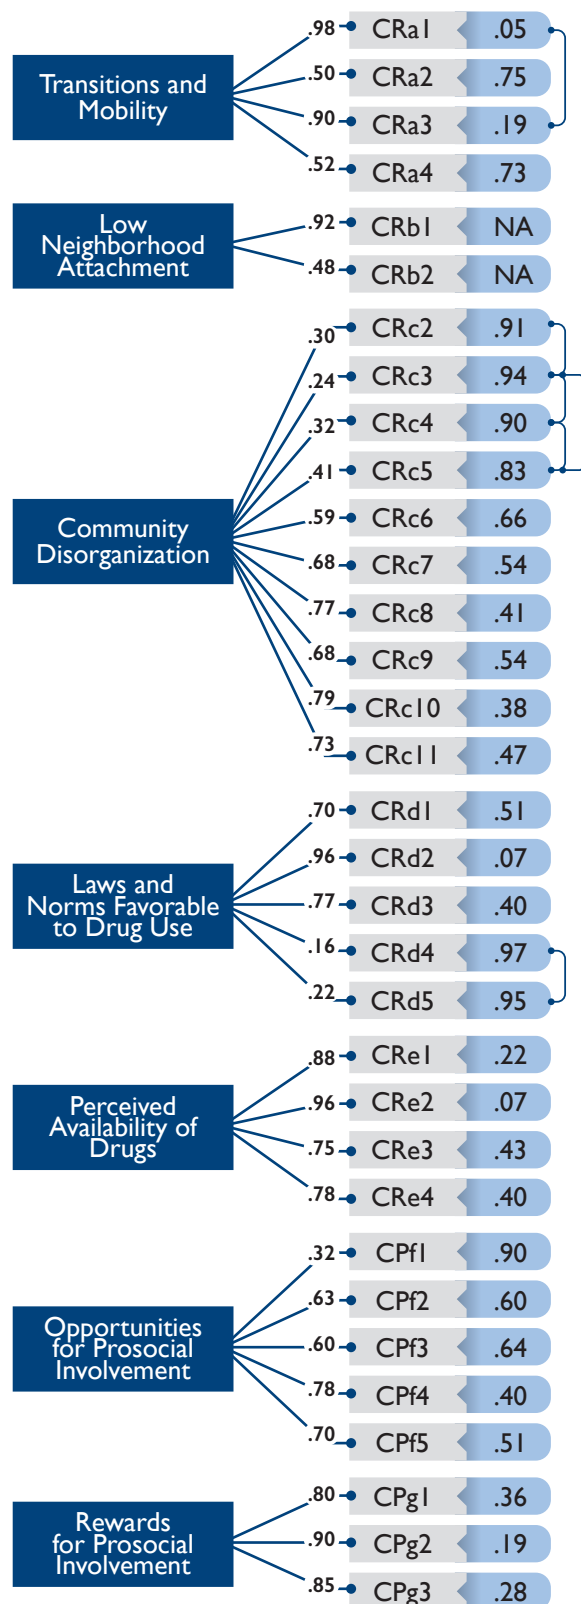 .98 CRa1 .05
Transitions and
Mobility
.50 CRa2 .75
.90 CRa3 .19
.52 CRa4 .73
Low
Neighborhood
Attachment
.92 CRb1 NA
.48 CRb2 NA
.30 CRc2 .91
.24 CRc3 .94
.32 CRc4 .90
.41 CRc5 .83
Community
Disorganization
.59 CRc6 .66
.68 CRc7 .54
.77 CRc8 .41
.68 CRc9 .54
.79 CRc10 .38
.73 CRc11 .47
.70 CRd1 .51
.96 CRd2 .07
Laws and
Norms Favorable
to Drug Use
.77 CRd3 .40
.16 CRd4 .97
.22 CRd5 .95
.88 CRe1 .22
Perceived
Availability of
Drugs
.96 CRe2 .07
.75 CRe3 .43
.78 CRe4 .40
.32 CPf1 .90
.63 CPf2 .60
Opportunities
for Prosocial
Involvement
.60 CPf3 .64
.78 CPf4 .40
.70 CPf5 .51
.80 CPg1 .36
Rewards
for Prosocial
Involvement
.90 CPg2 .19
.85 CPg3 .28